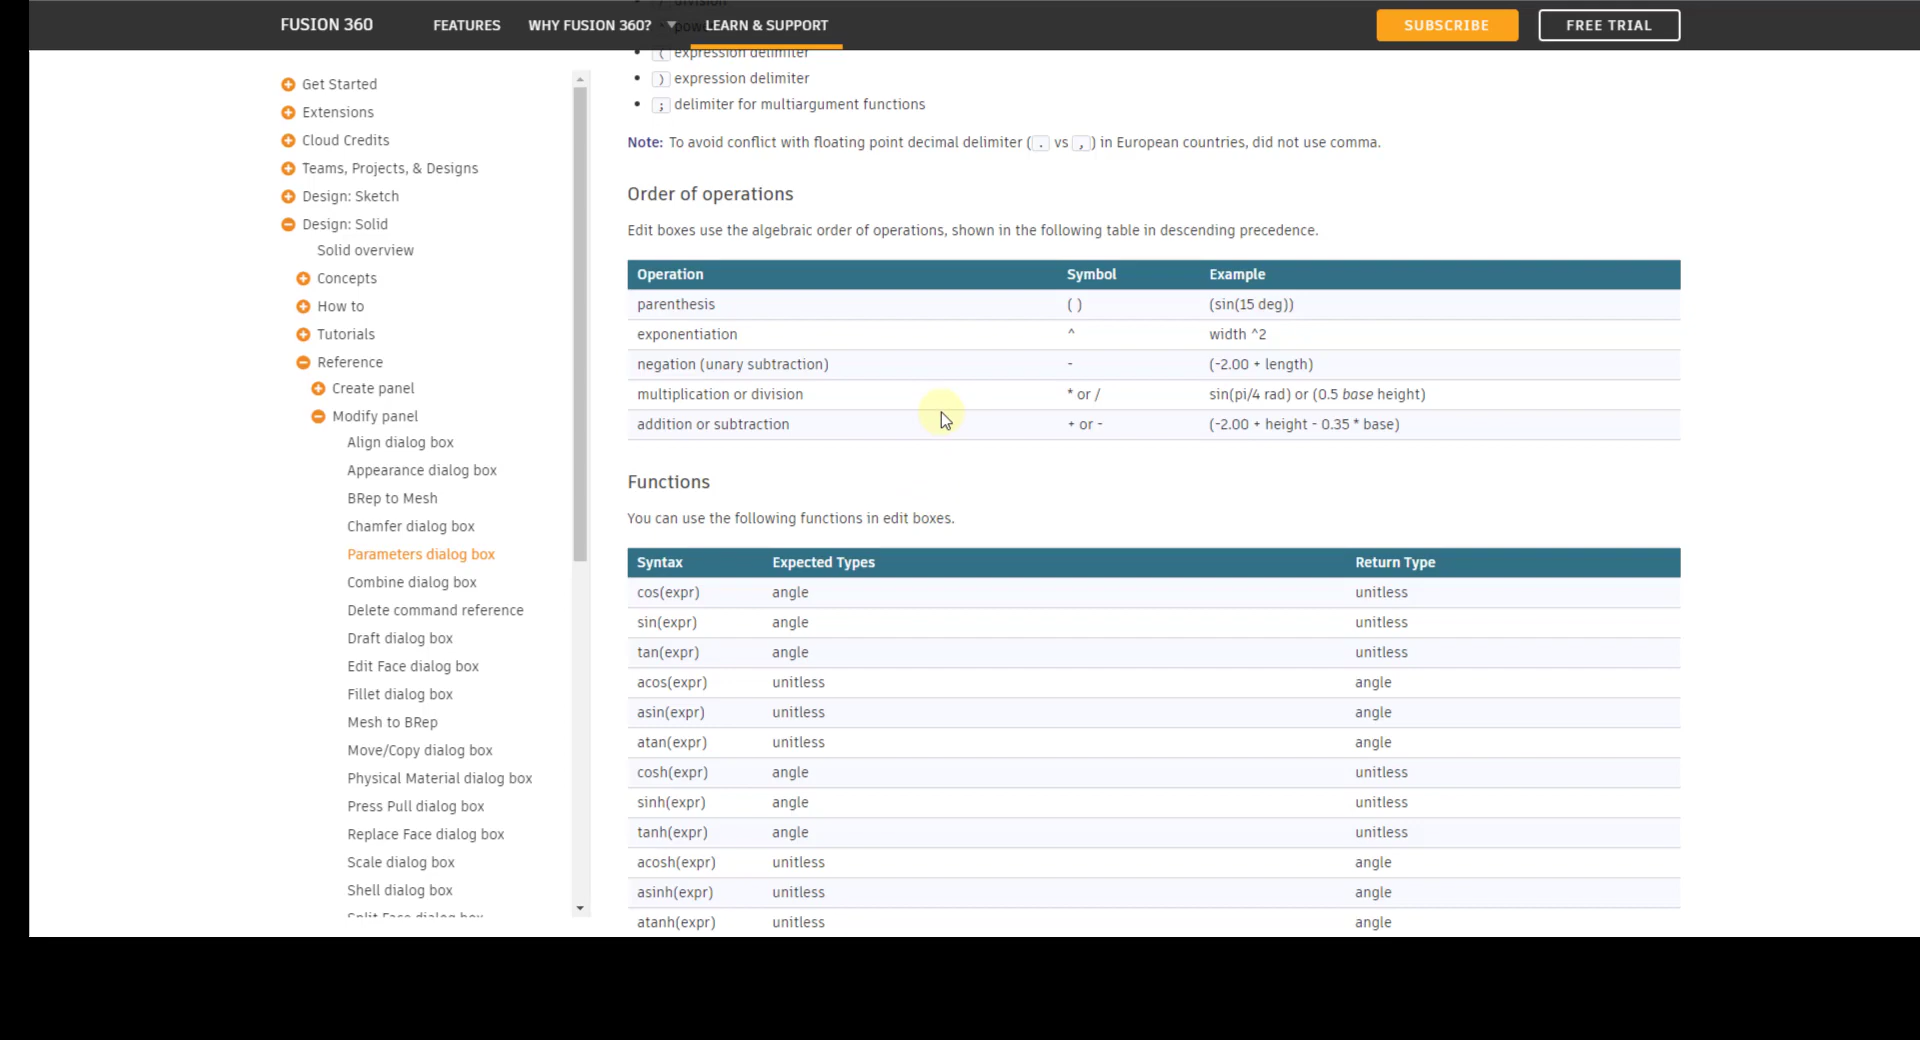 FUSION 360 FEATURES WHY FUSION 360? LEARN & SUPPORT SUBSCRIBE FREE TRIAL
Get Started
Extensions
Cloud Credits
Teams, Projects, & Designs
Design: Sketch
Design: Solid
Solid overview
Concepts
How to
Tutorials
Reference
Create panel
Modify panel
Align dialog box
Appearance dialog box
BRep to Mesh
Chamfer dialog box
Parameters dialog box
Combine dialog box
Delete command reference
Draft dialog box
Edit Face dialog box
Fillet dialog box
Mesh to BRep
Move/Copy dialog box
Physical Material dialog box
Press Pull dialog box
Replace Face dialog box
Scale dialog box
Shell dialog box
Split Face dialog box
/ division
^ power
( expression delimiter
) expression delimiter
; delimiter for multiargument functions
Note: To avoid conflict with floating point decimal delimiter ( . vs , ) in European countries, did not use comma.
Order of operations
Edit boxes use the algebraic order of operations, shown in the following table in descending precedence.
Operation Symbol Example
parenthesis ( ) (sin(15 deg))
exponentiation ^ width ^2
negation (unary subtraction) - (-2.00 + length)
multiplication or division * or / sin(pi/4 rad) or (0.5 base height)
addition or subtraction + or - (-2.00 + height - 0.35 * base)
Functions
You can use the following functions in edit boxes.
Syntax Expected Types Return Type
cos(expr) angle unitless
sin(expr) angle unitless
tan(expr) angle unitless
acos(expr) unitless angle
asin(expr) unitless angle
atan(expr) unitless angle
cosh(expr) angle unitless
sinh(expr) angle unitless
tanh(expr) angle unitless
acosh(expr) unitless angle
asinh(expr) unitless angle
atanh(expr) unitless angle